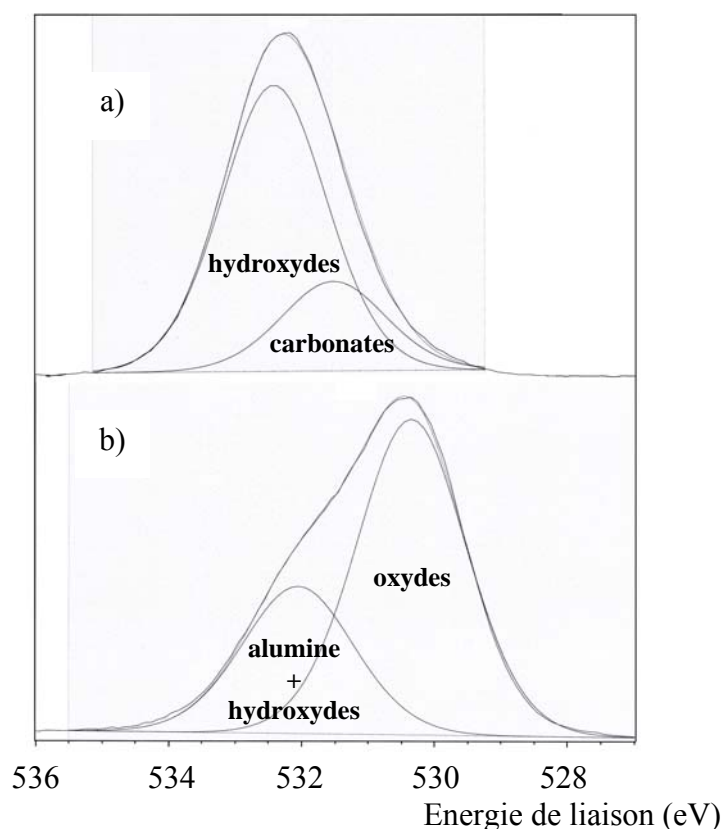 a)
hydroxydes
carbonates
b)
oxydes
alumine
+
hydroxydes
536 534 532 530 528
Energie de liaison (eV)